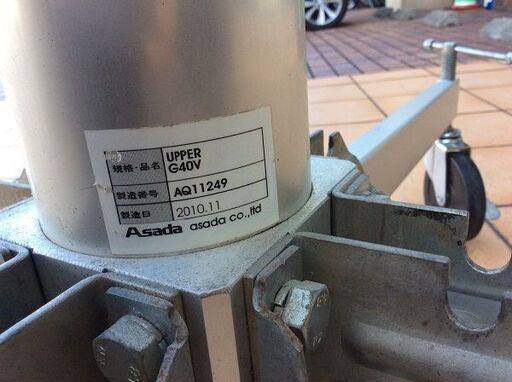 規格・品名 UPPER G40V
製造番号 AQ11249
製造日 2010.11
Asada asada co.,ltd